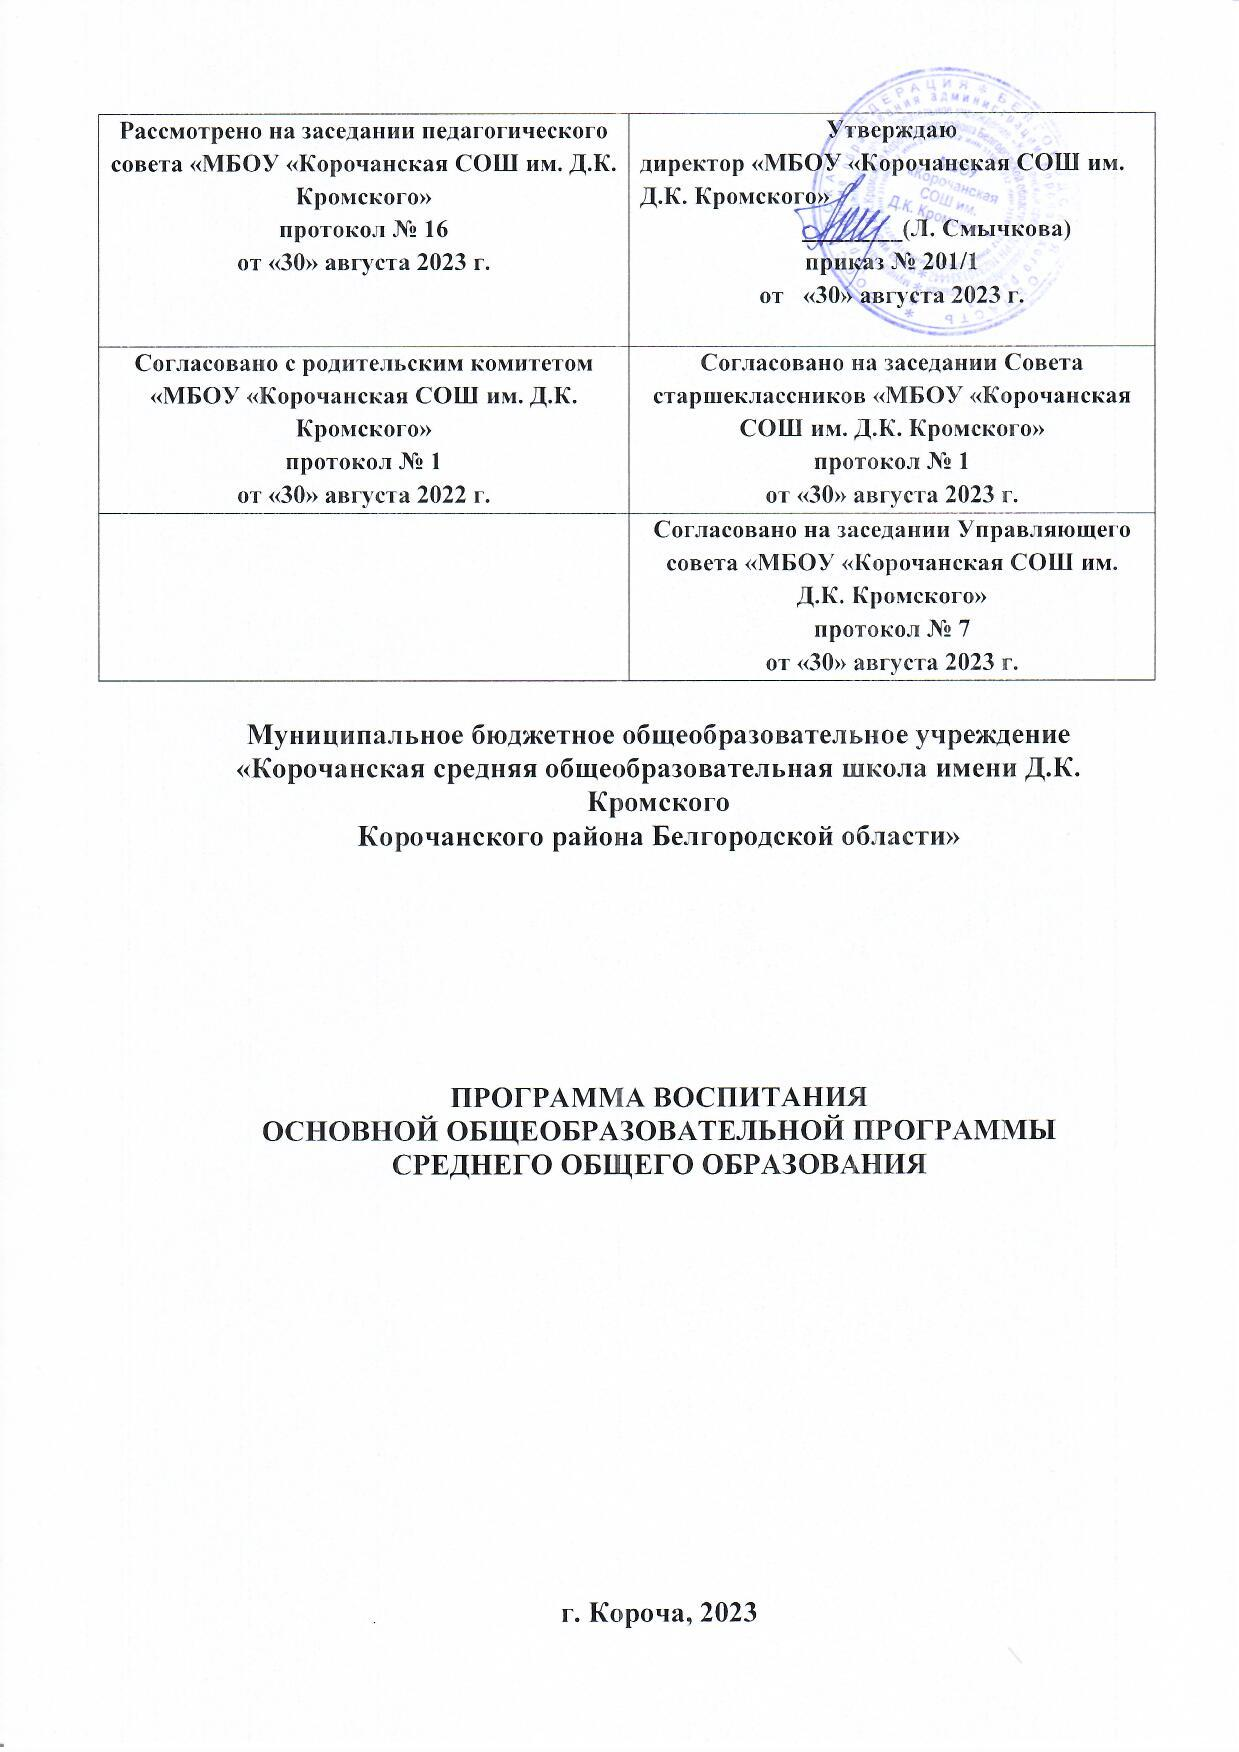 Рассмотрено на заседании педагогического
совета «МБОУ «Корочанская СОШ им. Д.К.
Кромского»
протокол № 16
от «30» августа 2023 г.
Утверждаю
директор «МБОУ «Корочанская СОШ им.
Д.К. Кромского»
________(Л. Смычкова)
приказ № 201/1
от «30» августа 2023 г.
Корочанская
СОШ им.
Согласовано с родительским комитетом
«МБОУ «Корочанская СОШ им. Д.К.
Кромского»
протокол № 1
от «30» августа 2022 г.
Согласовано на заседании Совета
старшеклассников «МБОУ «Корочанская
СОШ им. Д.К. Кромского»
протокол № 1
от «30» августа 2023 г.
Согласовано на заседании Управляющего
совета «МБОУ «Корочанская СОШ им.
Д.К. Кромского»
протокол № 7
от «30» августа 2023 г.
Муниципальное бюджетное общеобразовательное учреждение
«Корочанская средняя общеобразовательная школа имени Д.К.
Кромского
Корочанского района Белгородской области»
ПРОГРАММА ВОСПИТАНИЯ
ОСНОВНОЙ ОБЩЕОБРАЗОВАТЕЛЬНОЙ ПРОГРАММЫ
СРЕДНЕГО ОБЩЕГО ОБРАЗОВАНИЯ
г. Короча, 2023